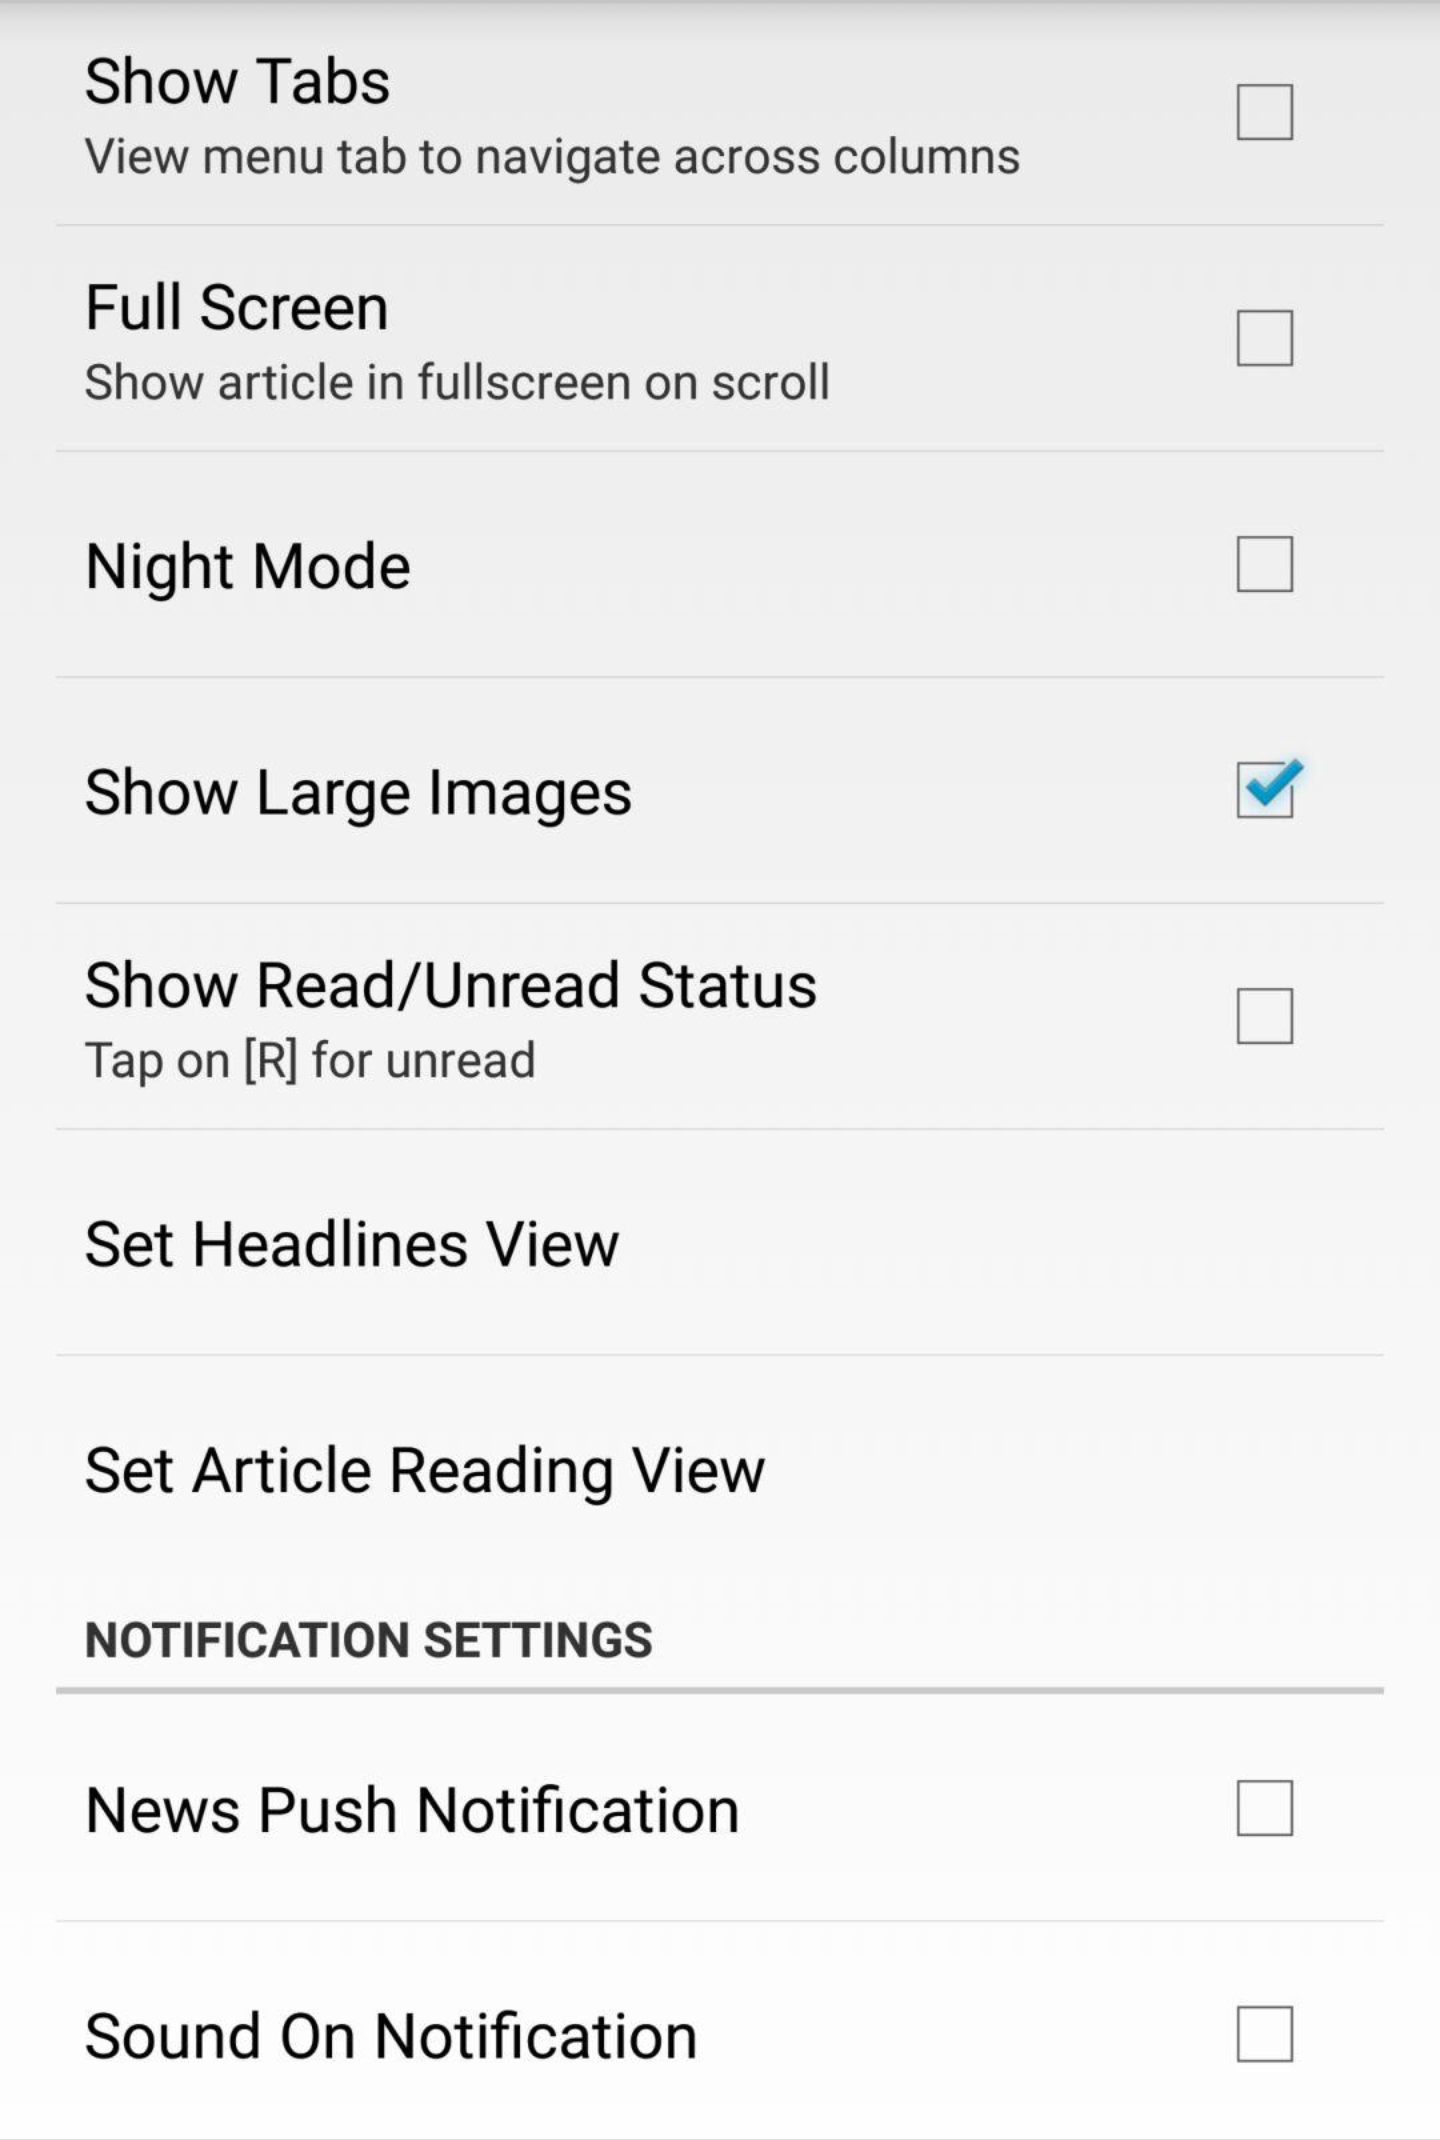 Show Tabs
View menu tab to navigate across columns
Full Screen
Show article in fullscreen on scroll
Night Mode
Show Large Images
Show Read/Unread Status
Tap on [R] for unread
Set Headlines View
Set Article Reading View
NOTIFICATION SETTINGS
News Push Notification
Sound On Notification